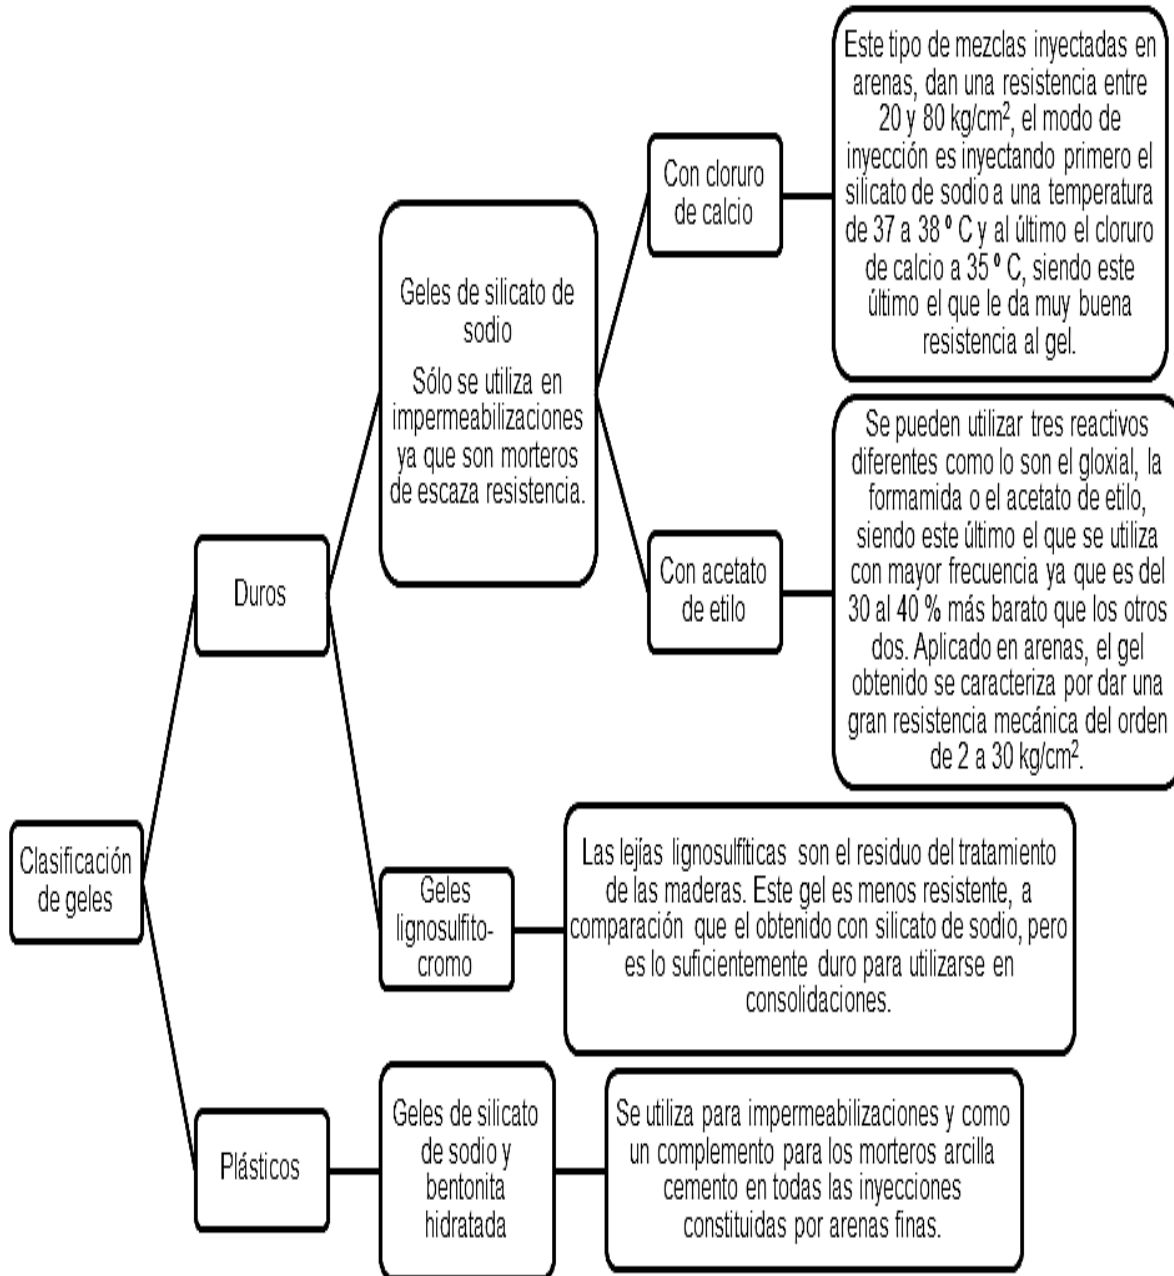 Clasificación
de geles
Duros
Geles de silicato de
sodio
Sólo se utiliza en
impermeabilizaciones
ya que son morteros
de escaza resistencia.
Con cloruro
de calcio
Este tipo de mezclas inyectadas en
arenas, dan una resistencia entre
20 y 80 kg/cm², el modo de
inyección es inyectando primero el
silicato de sodio a una temperatura
de 37 a 38 º C y al último el cloruro
de calcio a 35 º C, siendo este
último el que le da muy buena
resistencia al gel.
Con acetato
de etilo
Se pueden utilizar tres reactivos
diferentes como lo son el gloxial, la
formamida o el acetato de etilo,
siendo este último el que se utiliza
con mayor frecuencia ya que es del
30 al 40 % más barato que los otros
dos. Aplicado en arenas, el gel
obtenido se caracteriza por dar una
gran resistencia mecánica del orden
de 2 a 30 kg/cm².
Geles
lignosulfito-
cromo
Las lejías lignosulfíticas son el residuo del tratamiento
de las maderas. Este gel es menos resistente, a
comparación que el obtenido con silicato de sodio, pero
es lo suficientemente duro para utilizarse en
consolidaciones.
Plásticos
Geles de silicato
de sodio y
bentonita
hidratada
Se utiliza para impermeabilizaciones y como
un complemento para los morteros arcilla
cemento en todas las inyecciones
constituidas por arenas finas.